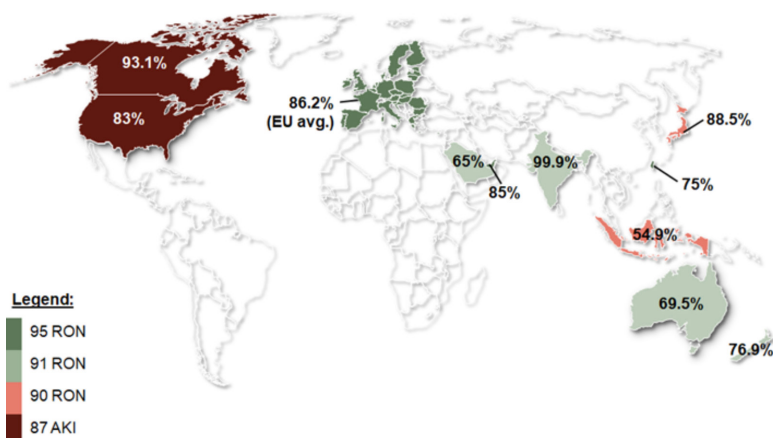 93.1%
83%
86.2%
(EU avg.)
65%
85%
99.9%
88.5%
75%
54.9%
69.5%
76.9%
Legend:
95 RON
91 RON
90 RON
87 AKI